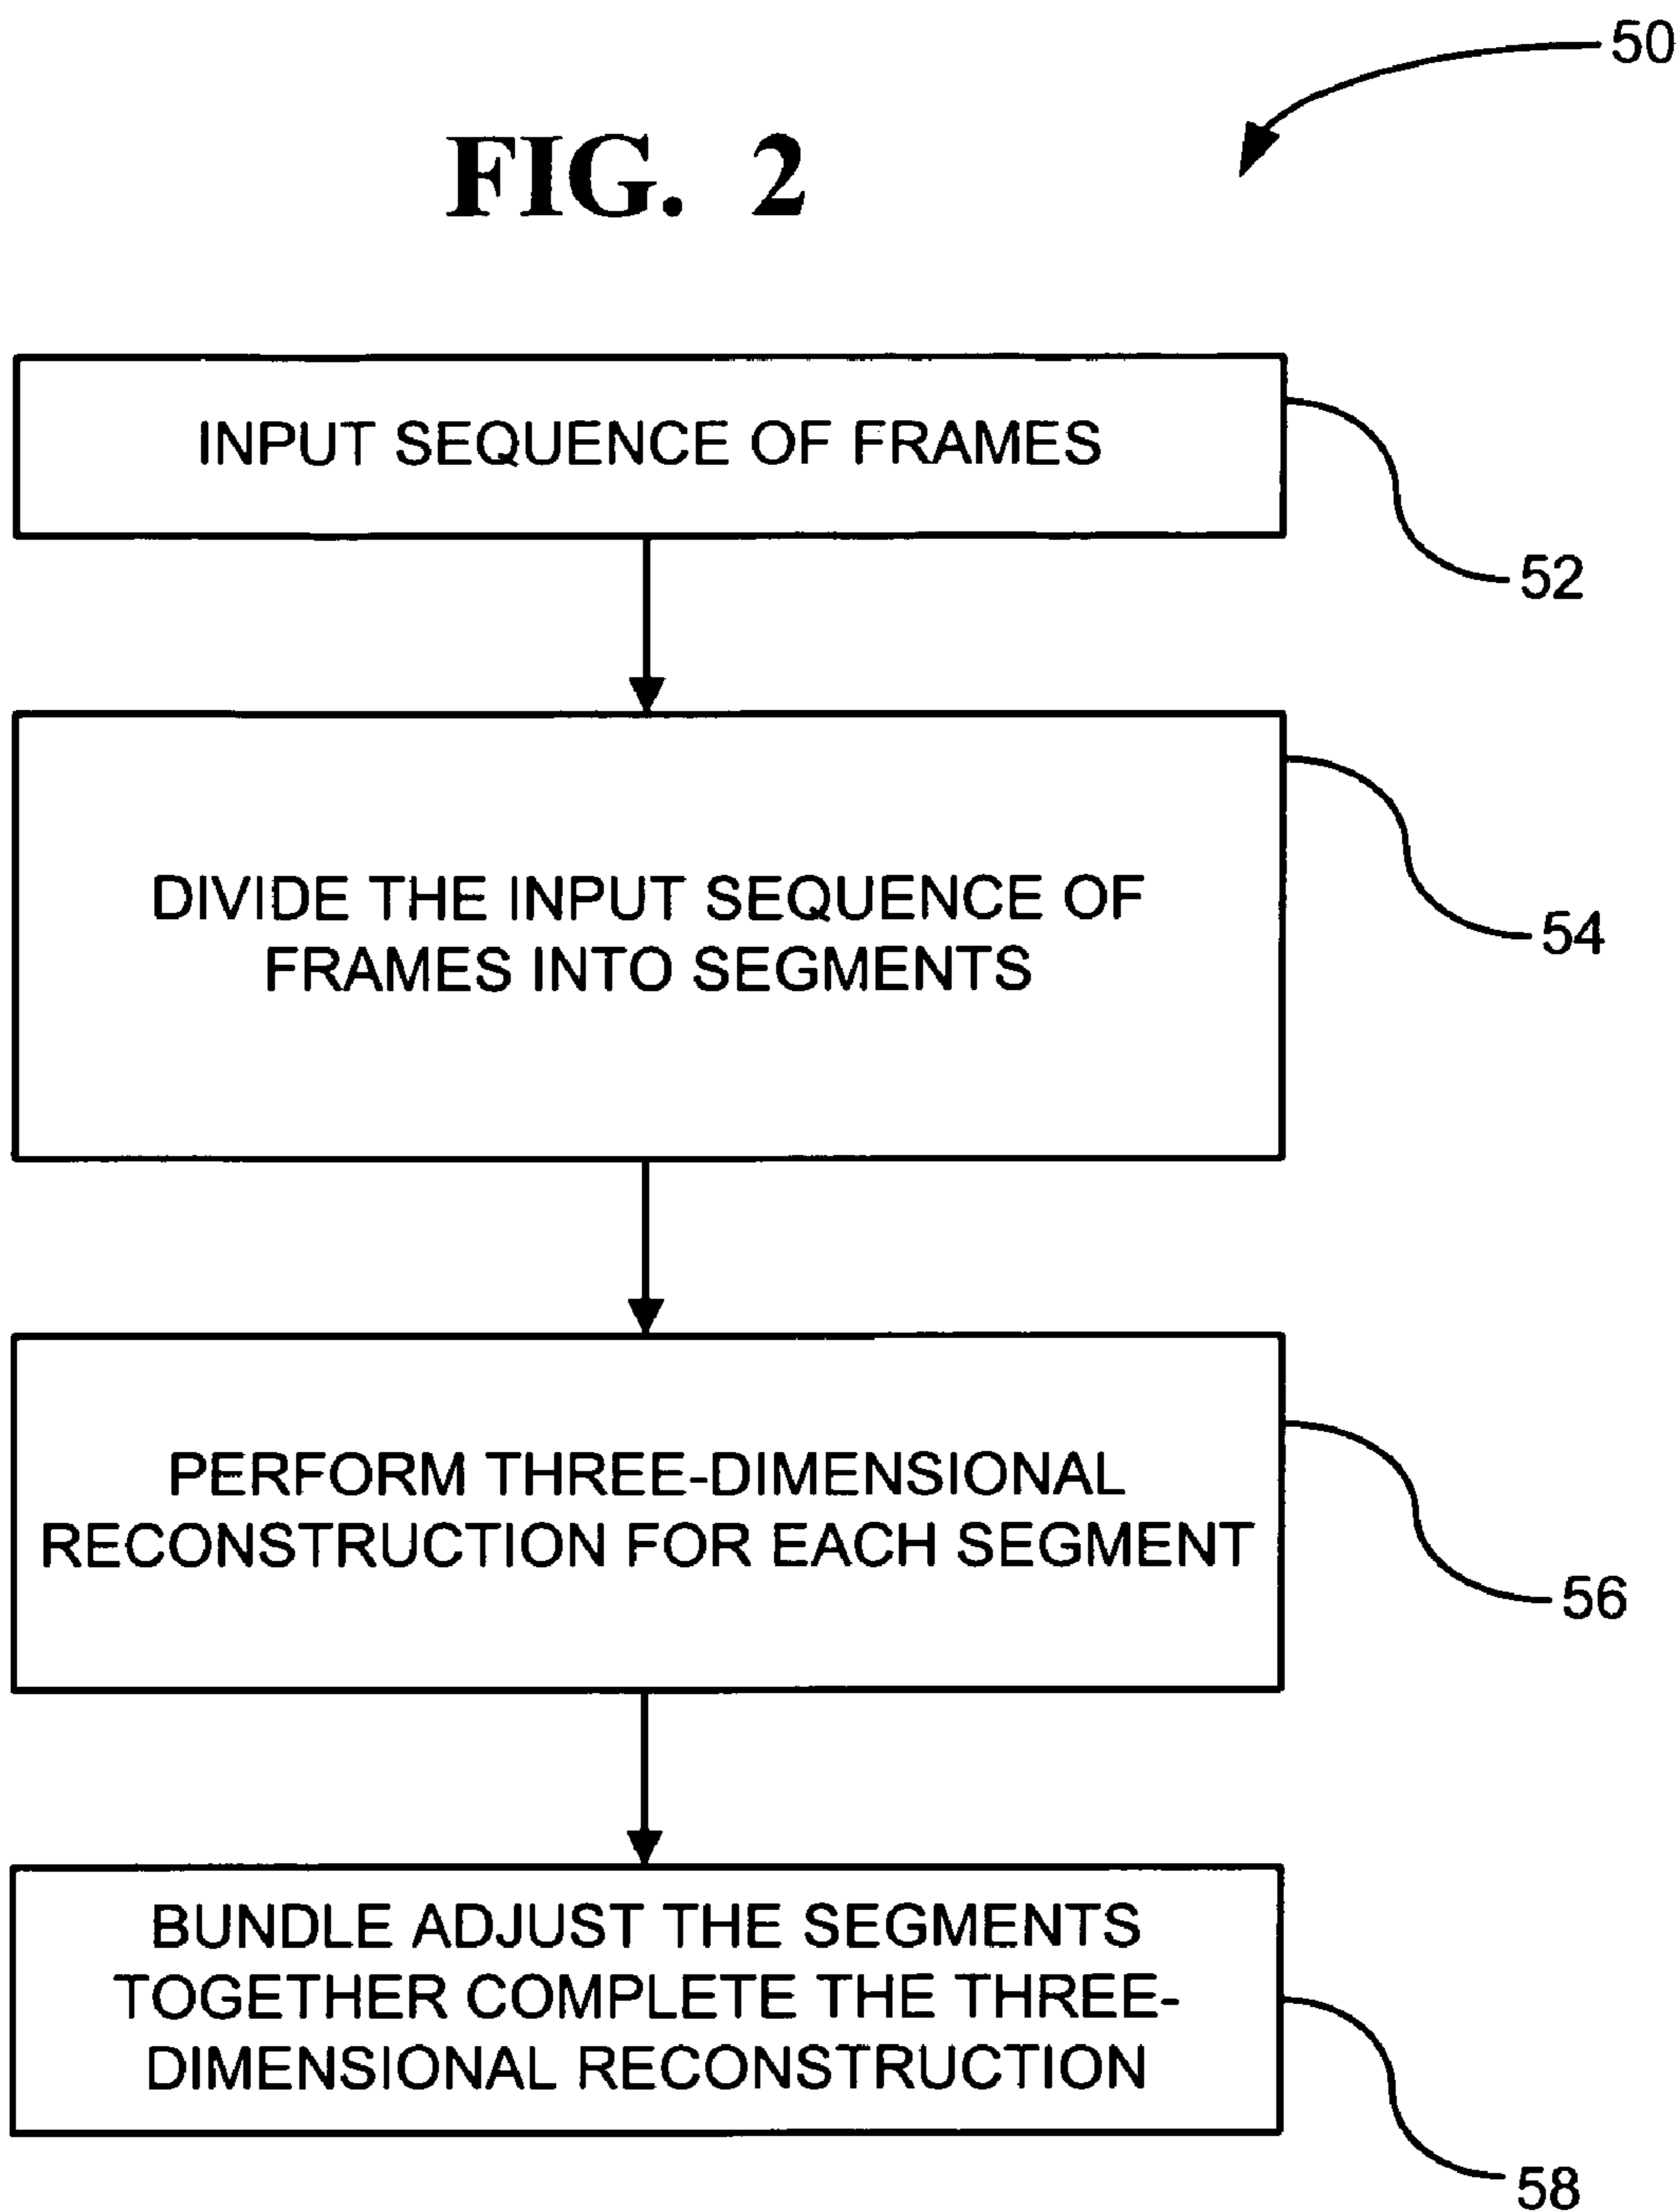 50
FIG. 2
INPUT SEQUENCE OF FRAMES
52
DIVIDE THE INPUT SEQUENCE OF
FRAMES INTO SEGMENTS
54
PERFORM THREE-DIMENSIONAL
RECONSTRUCTION FOR EACH SEGMENT
56
BUNDLE ADJUST THE SEGMENTS
TOGETHER COMPLETE THE THREE-
DIMENSIONAL RECONSTRUCTION
58